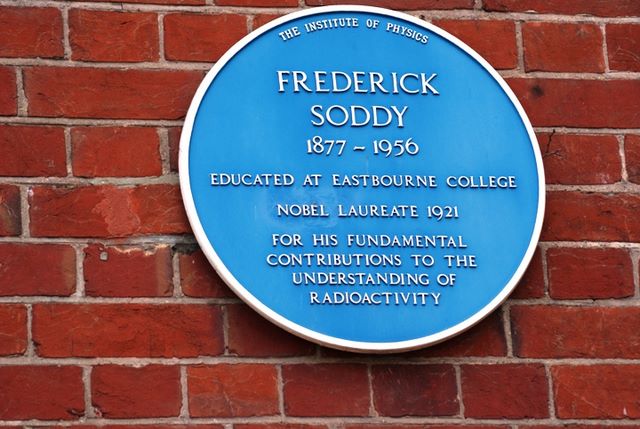 THE INSTITUTE OF PHYSICS
FREDERICK
SODDY
1877 ~ 1956
EDUCATED AT EASTBOURNE COLLEGE
NOBEL LAUREATE 1921
FOR HIS FUNDAMENTAL
CONTRIBUTIONS TO THE
UNDERSTANDING OF
RADIOACTIVITY